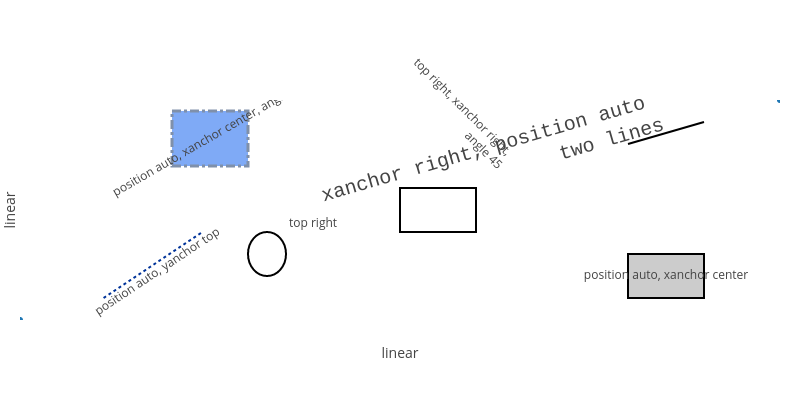 top right, xanchor right,
angle 45
position auto, xanchor center, ang
xanchor right, position auto
two lines
linear
top right
position auto, yanchor top
position auto, xanchor center
linear